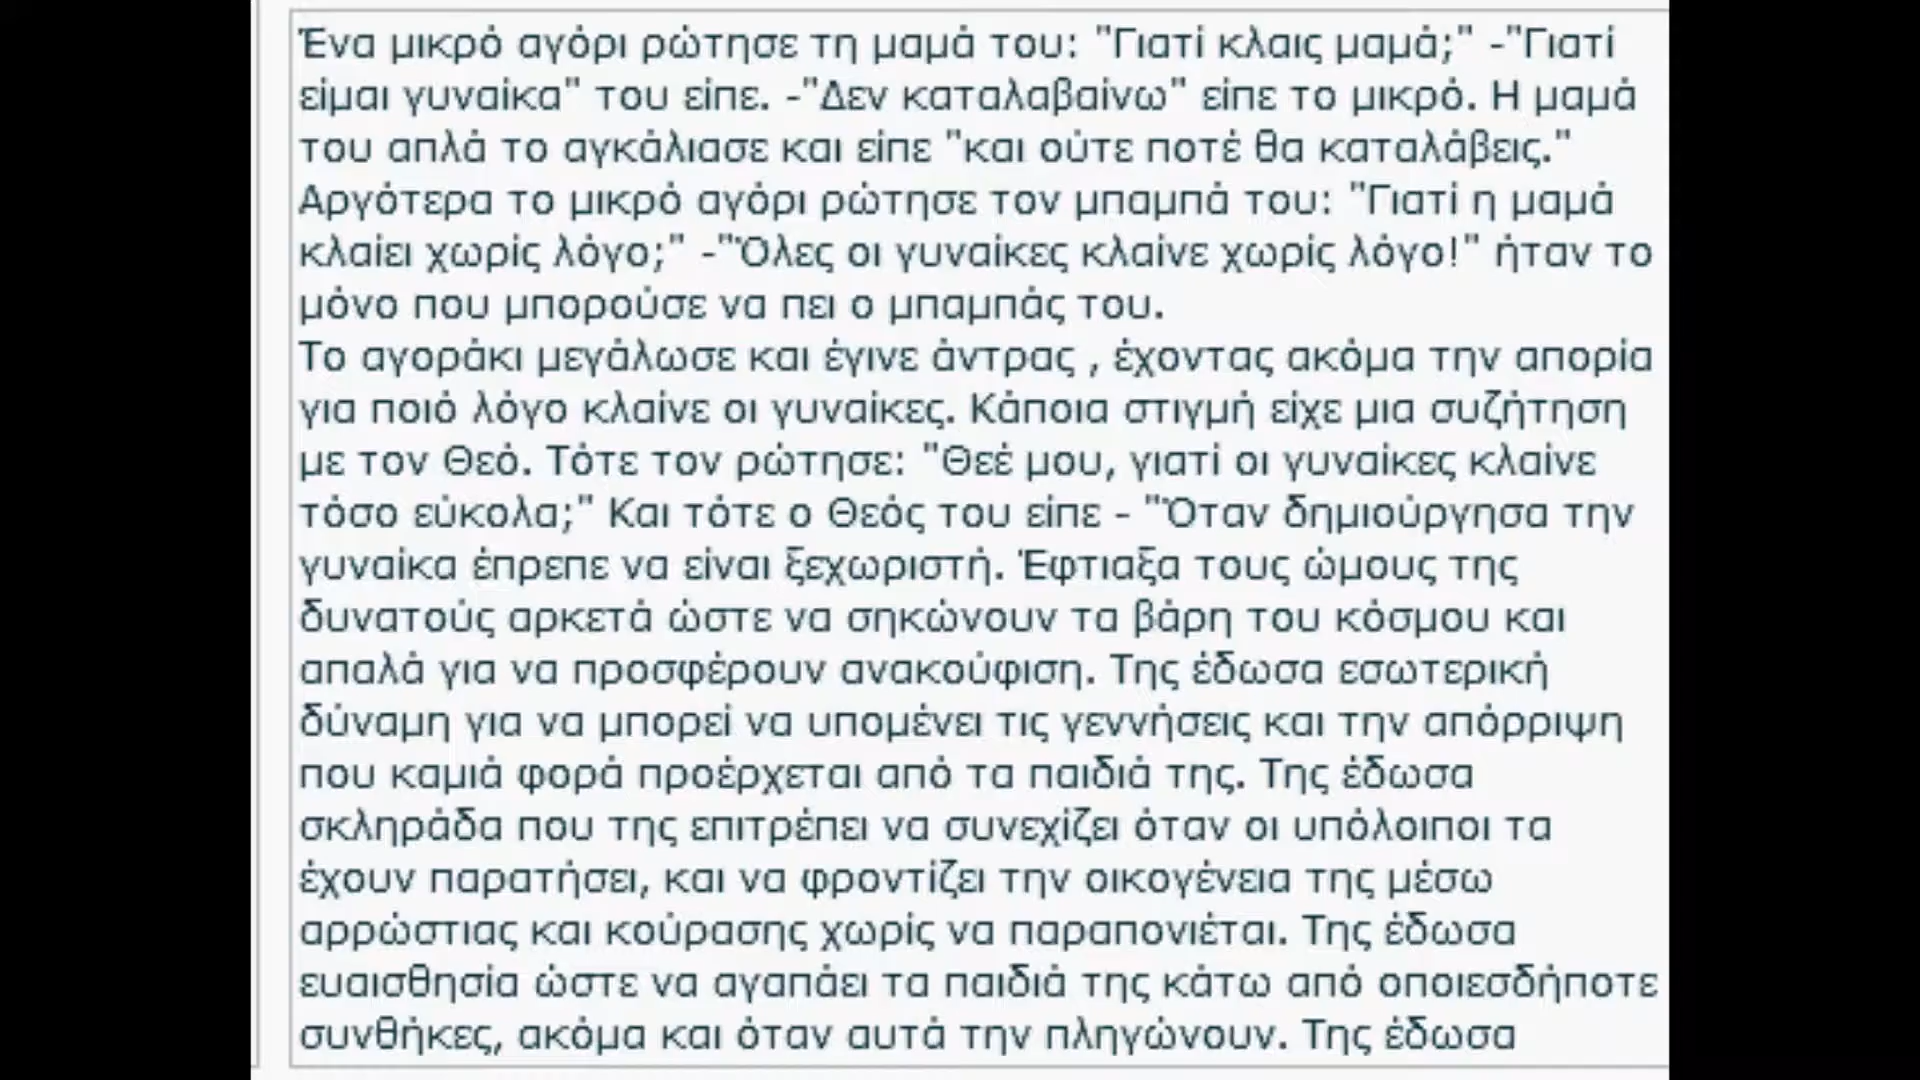 Ένα μικρό αγόρι ρώτησε τη μαμά του: "Γιατί κλαις μαμά;" -"Γιατί
είμαι γυναίκα" του είπε. -"Δεν καταλαβαίνω" είπε το μικρό. Η μαμά
του απλά το αγκάλιασε και είπε "και ούτε ποτέ θα καταλάβεις."
Αργότερα το μικρό αγόρι ρώτησε τον μπαμπά του: "Γιατί η μαμά
κλαίει χωρίς λόγο;" -"Όλες οι γυναίκες κλαίνε χωρίς λόγο!" ήταν το
μόνο που μπορούσε να πει ο μπαμπάς του.
Το αγοράκι μεγάλωσε και έγινε άντρας , έχοντας ακόμα την απορία
για ποιό λόγο κλαίνε οι γυναίκες. Κάποια στιγμή είχε μια συζήτηση
με τον Θεό. Τότε τον ρώτησε: "Θεέ μου, γιατί οι γυναίκες κλαίνε
τόσο εύκολα;" Και τότε ο Θεός του είπε - "Όταν δημιούργησα την
γυναίκα έπρεπε να είναι ξεχωριστή. Έφτιαξα τους ώμους της
δυνατούς αρκετά ώστε να σηκώνουν τα βάρη του κόσμου και
απαλά για να προσφέρουν ανακούφιση. Της έδωσα εσωτερική
δύναμη για να μπορεί να υπομένει τις γεννήσεις και την απόρριψη
που καμιά φορά προέρχεται από τα παιδιά της. Της έδωσα
σκληράδα που της επιτρέπει να συνεχίζει όταν οι υπόλοιποι τα
έχουν παρατήσει, και να φροντίζει την οικογένεια της μέσω
αρρώστιας και κούρασης χωρίς να παραπονιέται. Της έδωσα
ευαισθησία ώστε να αγαπάει τα παιδιά της κάτω από οποιεσδήποτε
συνθήκες, ακόμα και όταν αυτά την πληγώνουν. Της έδωσα